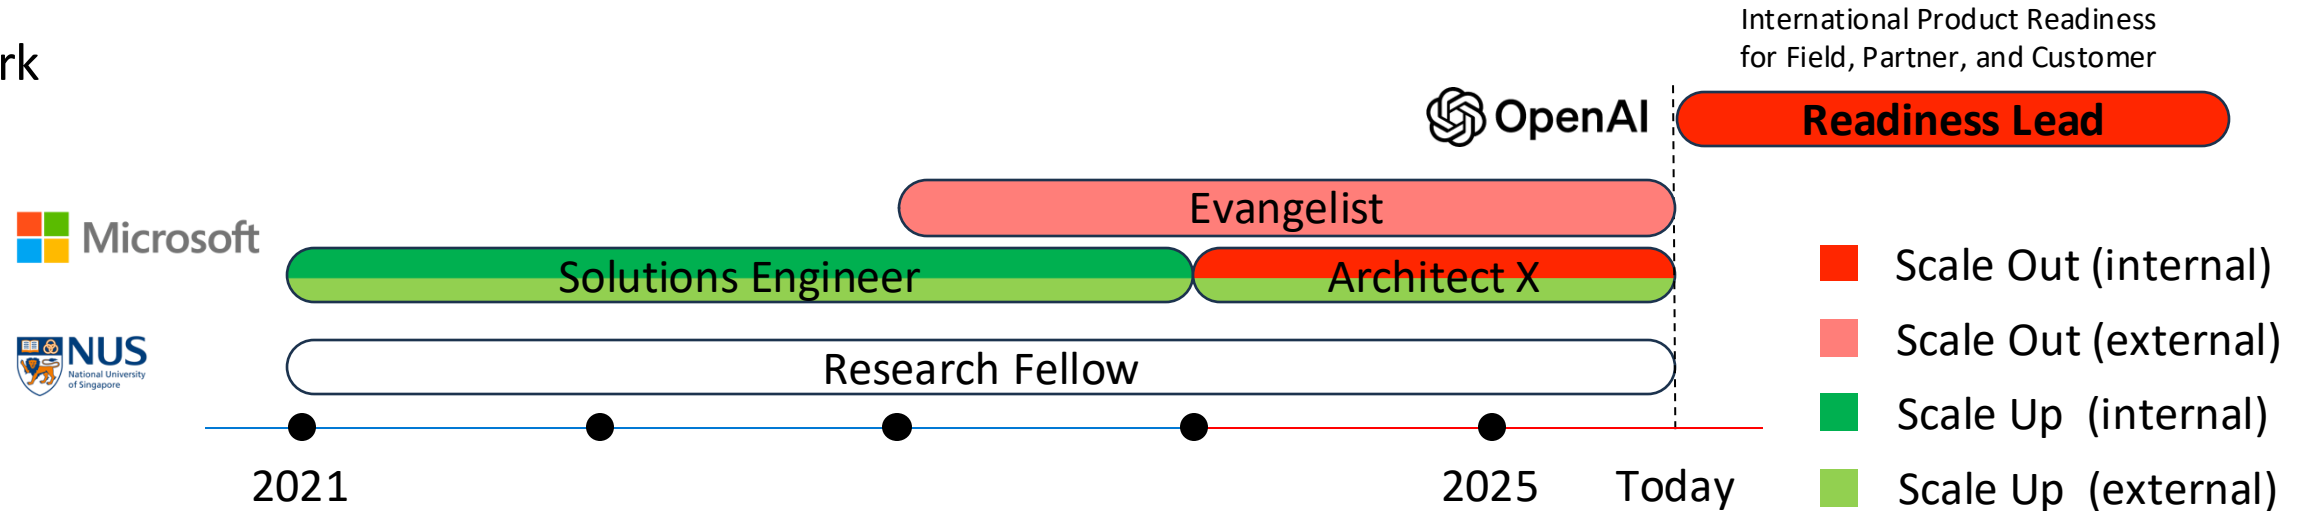 International Product Readiness
for Field, Partner, and Customer
rk
OpenAI
Readiness Lead
Evangelist
Microsoft
Solutions Engineer
Architect X
NUS
National University
of Singapore
Research Fellow
2021
2025
Today
Scale Out (internal)
Scale Out (external)
Scale Up (internal)
Scale Up (external)